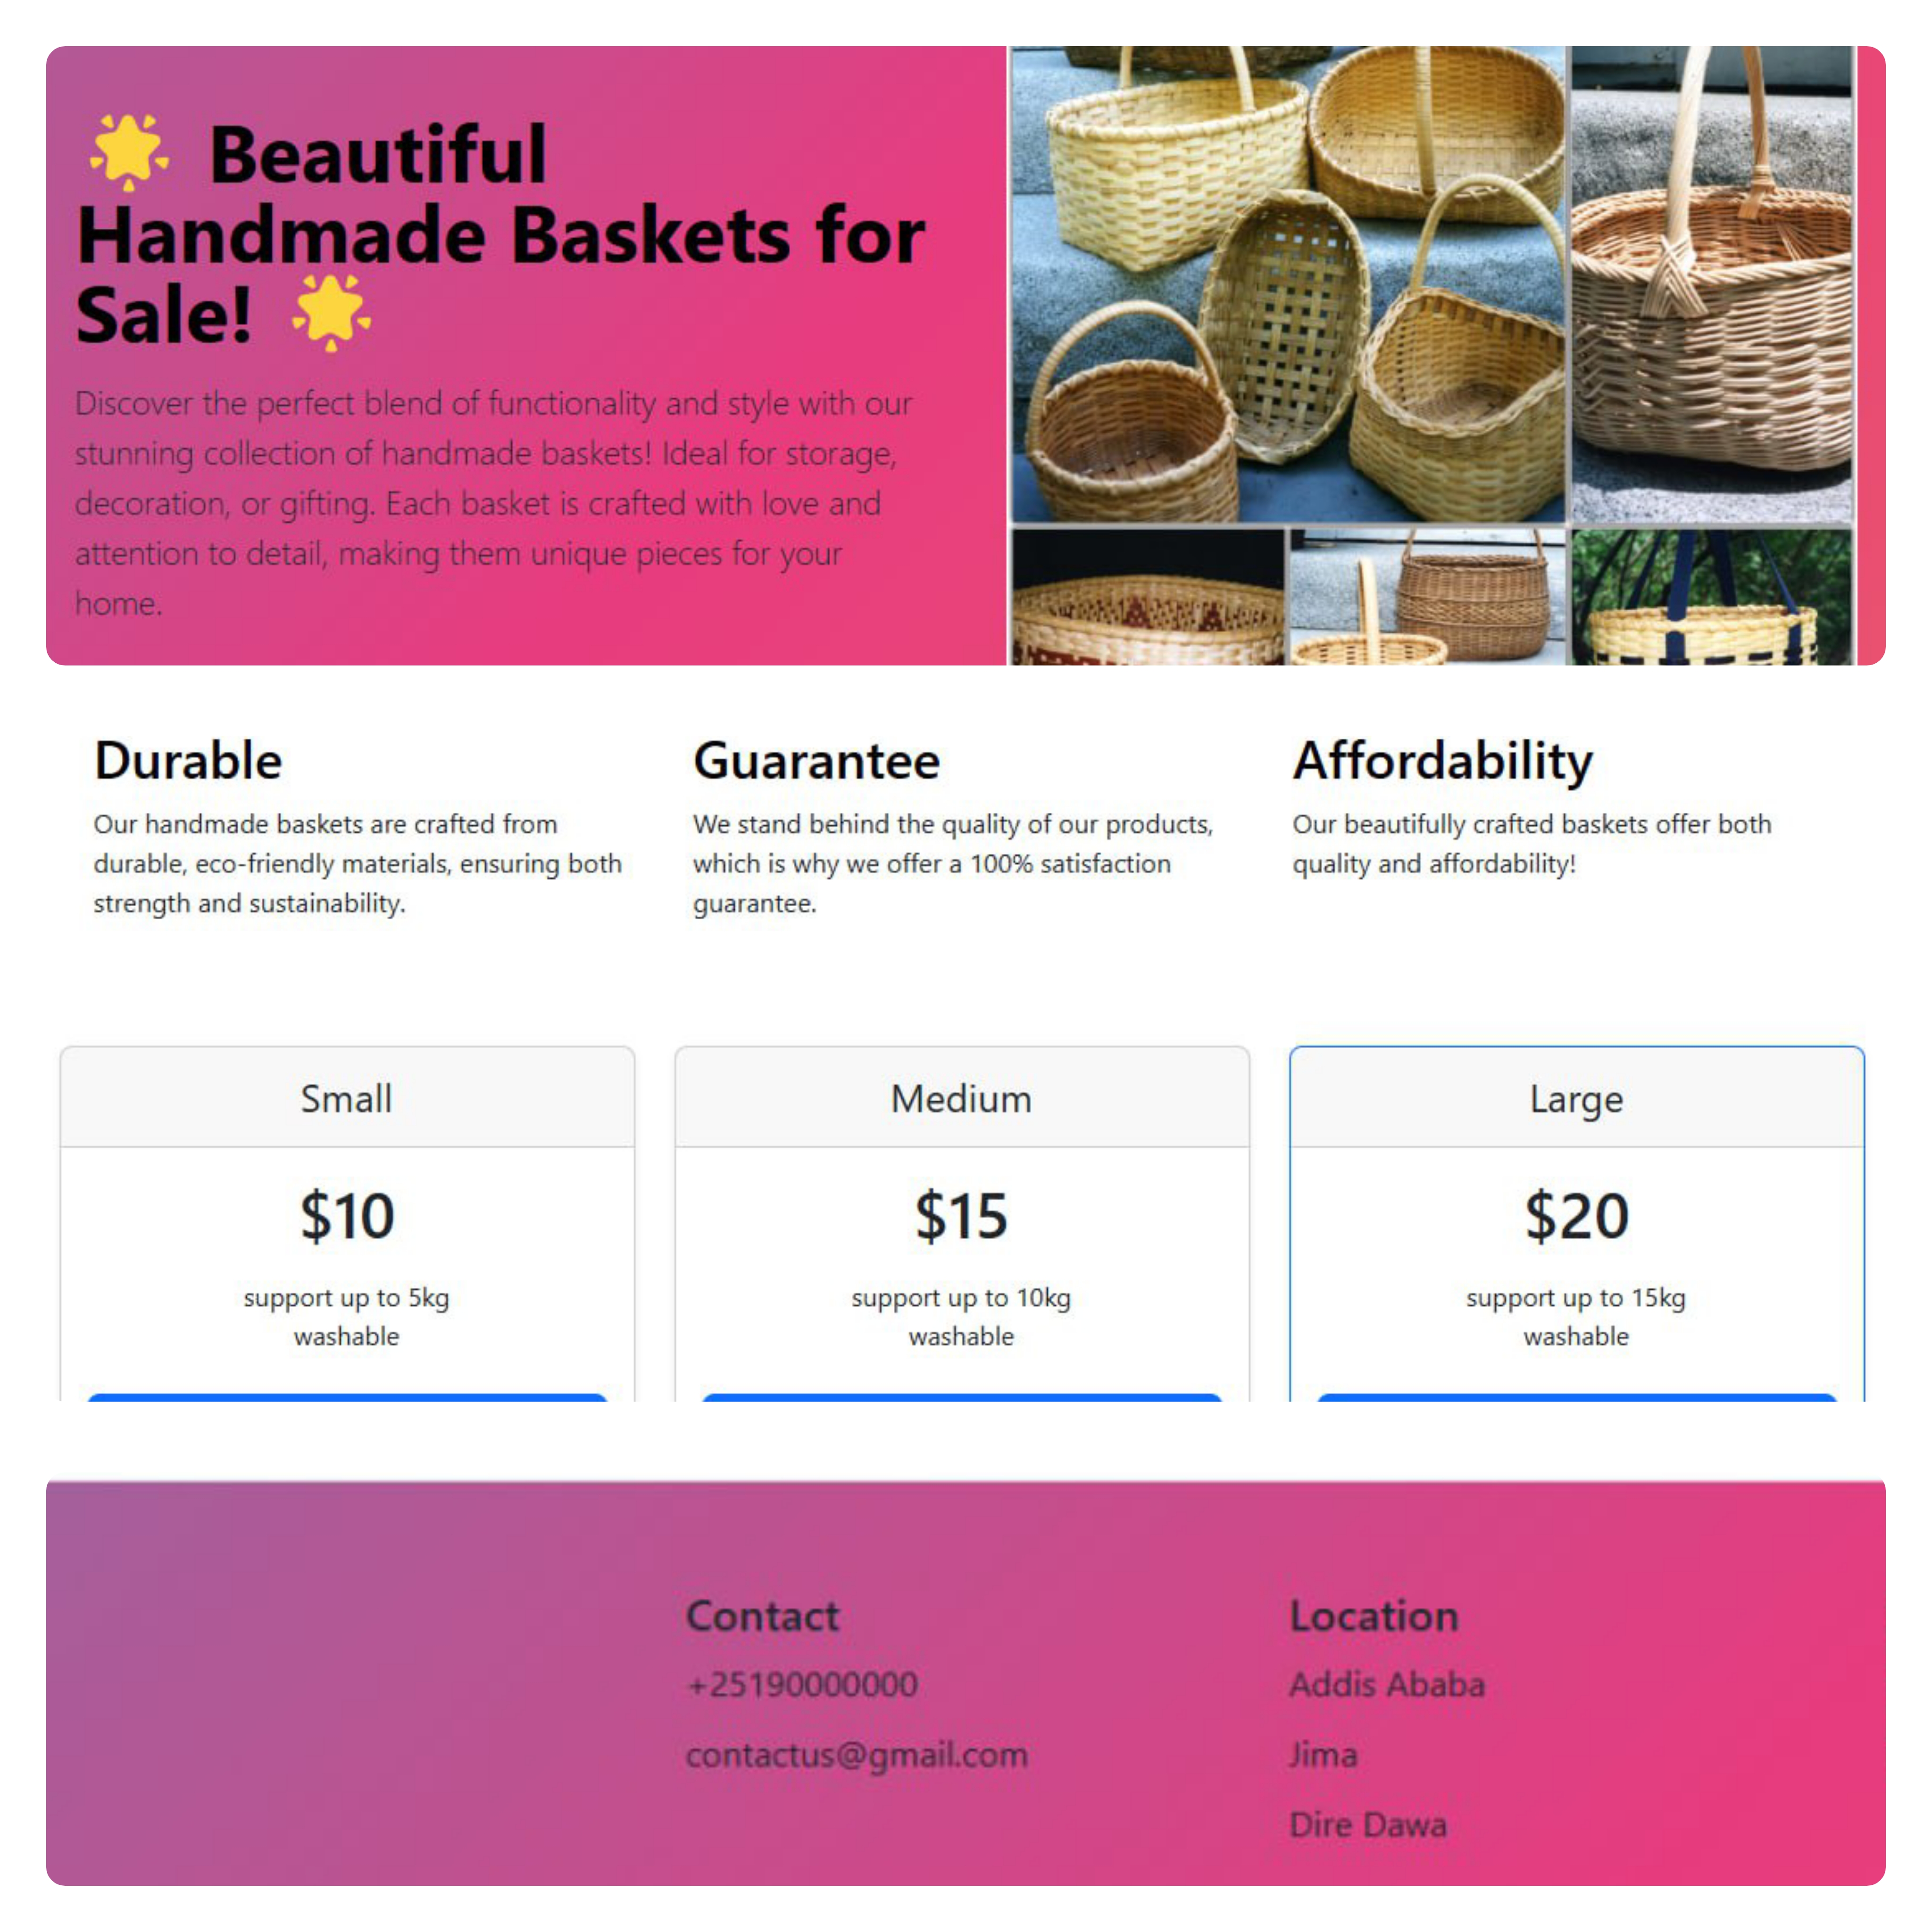 🌟 Beautiful
Handmade Baskets for
Sale! 🌟
Discover the perfect blend of functionality and style with our
stunning collection of handmade baskets! Ideal for storage,
decoration, or gifting. Each basket is crafted with love and
attention to detail, making them unique pieces for your
home.
Durable
Our handmade baskets are crafted from
durable, eco-friendly materials, ensuring both
strength and sustainability.
Guarantee
We stand behind the quality of our products,
which is why we offer a 100% satisfaction
guarantee.
Affordability
Our beautifully crafted baskets offer both
quality and affordability!
Small
$10
support up to 5kg
washable
Medium
$15
support up to 10kg
washable
Large
$20
support up to 15kg
washable
Contact
+25190000000
contactus@gmail.com
Location
Addis Ababa
Jima
Dire Dawa